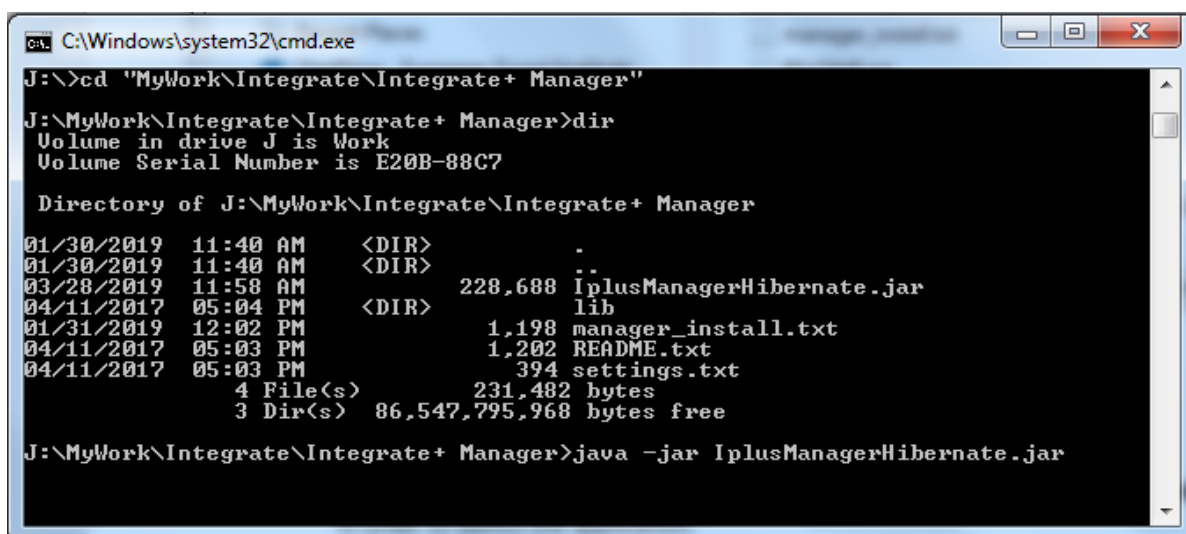 C:\Windows\system32\cmd.exe
J:\>cd "MyWork\Integrate\Integrate+ Manager"
J:\MyWork\Integrate\Integrate+ Manager>dir
Volume in drive J is Work
Volume Serial Number is E20B-88C7
Directory of J:\MyWork\Integrate\Integrate+ Manager
01/30/2019  11:40 AM    <DIR>          .
01/30/2019  11:40 AM    <DIR>          ..
03/28/2019  11:58 AM           228,688 IplusManagerHibernate.jar
04/11/2017  05:04 PM    <DIR>          lib
01/31/2019  12:02 PM             1,198 manager_install.txt
04/11/2017  05:03 PM             1,202 README.txt
04/11/2017  05:03 PM               394 settings.txt
4 File(s)        231,482 bytes
3 Dir(s)  86,547,795,968 bytes free
J:\MyWork\Integrate\Integrate+ Manager>java -jar IplusManagerHibernate.jar